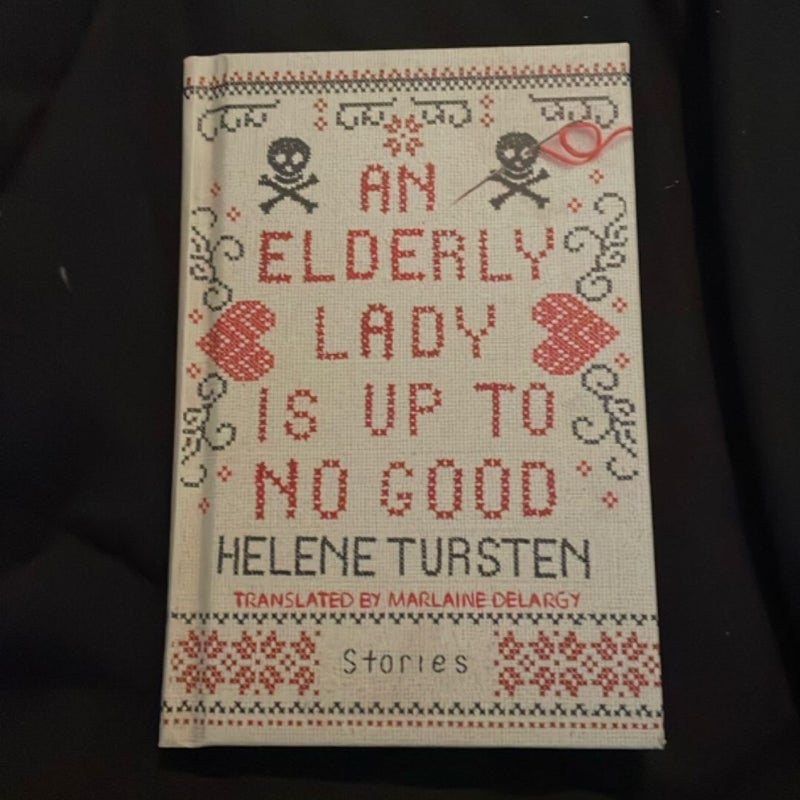 AN
ELDERLY
LADY
IS UP TO
NO GOOD
HELENE TURSTEN
TRANSLATED BY MARLAINE DELARGY
Stories